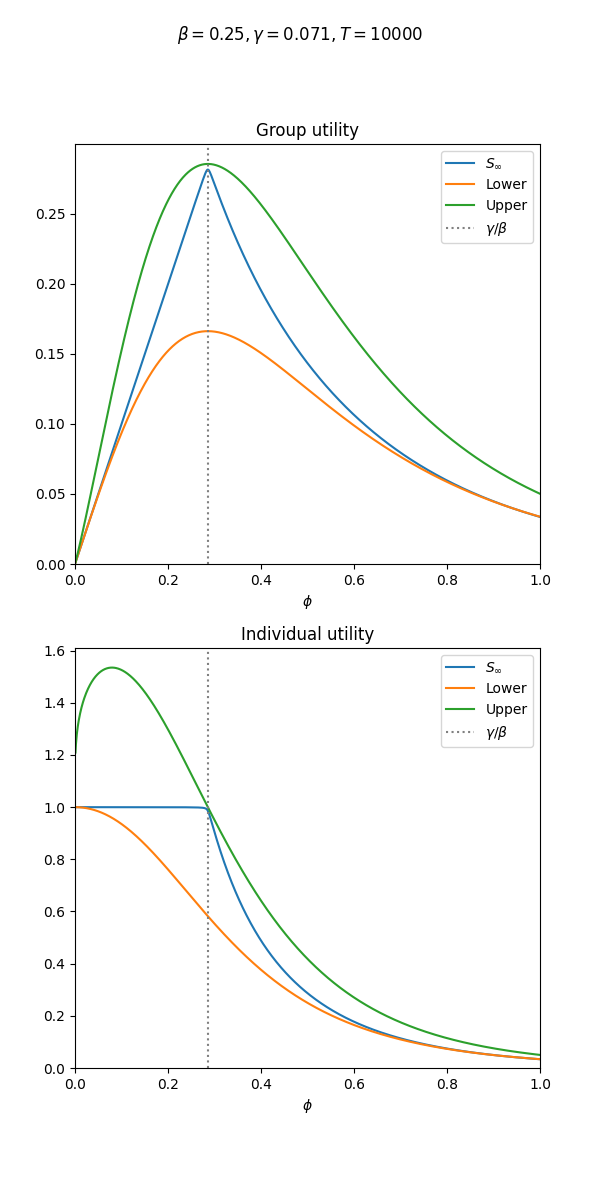 β = 0.25, γ = 0.071, T = 10000
Group utility
S∞
Lower
Upper
γ/β
0.25
0.20
0.15
0.10
0.05
0.00
0.0 0.2 0.4 0.6 0.8 1.0
ϕ
Individual utility
S∞
Lower
Upper
γ/β
1.6
1.4
1.2
1.0
0.8
0.6
0.4
0.2
0.0
0.0 0.2 0.4 0.6 0.8 1.0
ϕ